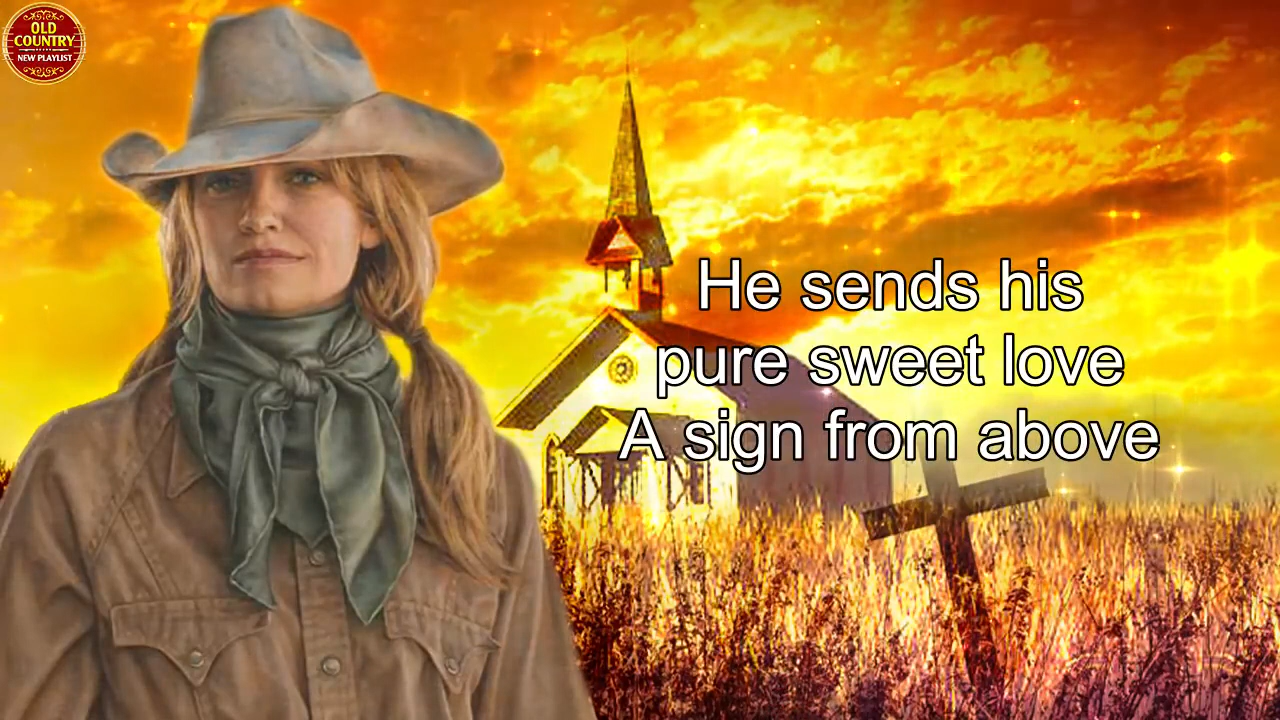 OLD
COUNTRY
NEW PLAYLIST
He sends his
pure sweet love
A sign from above